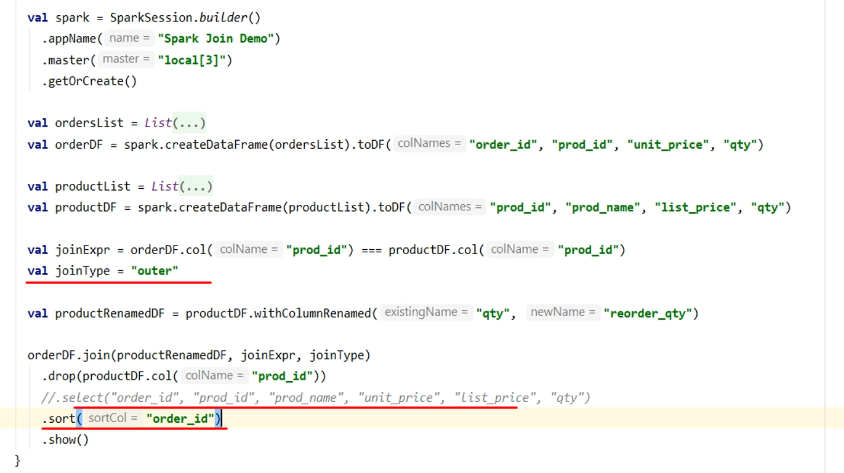 val spark = SparkSession.builder()
.appName( name = "Spark Join Demo")
.master( master = "local[3]")
.getOrCreate()
val ordersList = List(...)
val orderDF = spark.createDataFrame(ordersList).toDF( colNames = "order_id", "prod_id", "unit_price", "qty")
val productList = List(...)
val productDF = spark.createDataFrame(productList).toDF( colNames = "prod_id", "prod_name", "list_price", "qty")
val joinExpr = orderDF.col( colName = "prod_id") === productDF.col( colName = "prod_id")
val joinType = "outer"
val productRenamedDF = productDF.withColumnRenamed( existingName = "qty", newName = "reorder_qty")
orderDF.join(productRenamedDF, joinExpr, joinType)
.drop(productDF.col( colName = "prod_id"))
//.select("order_id", "prod_id", "prod_name", "unit_price", "list_price", "qty")
.sort( sortCol = "order_id")
.show()
}